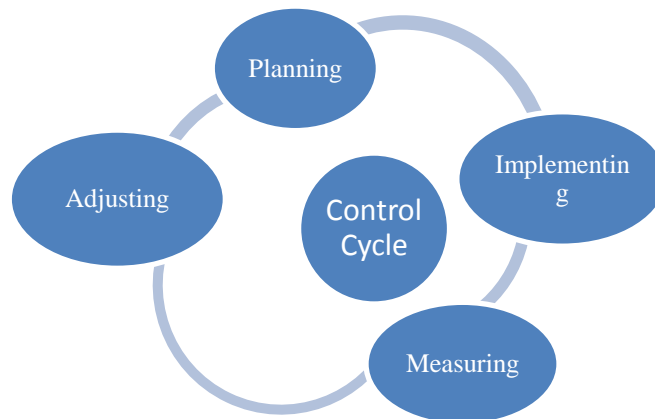 Planning
Implementin
g
Adjusting
Control
Cycle
Measuring